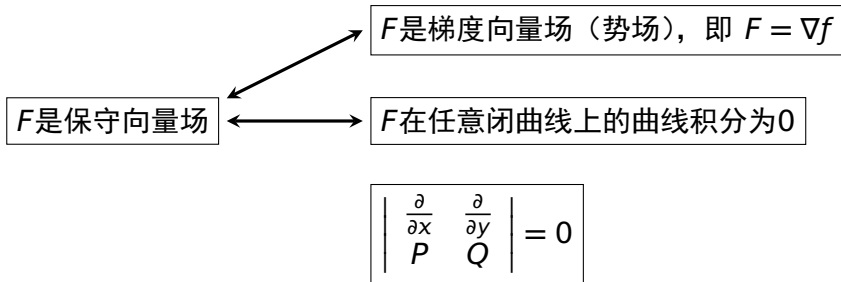 F是梯度向量场（势场），即 F = ∇f
F是保守向量场
F在任意闭曲线上的曲线积分为0
| ∂/∂x ∂/∂y |
| P Q | = 0